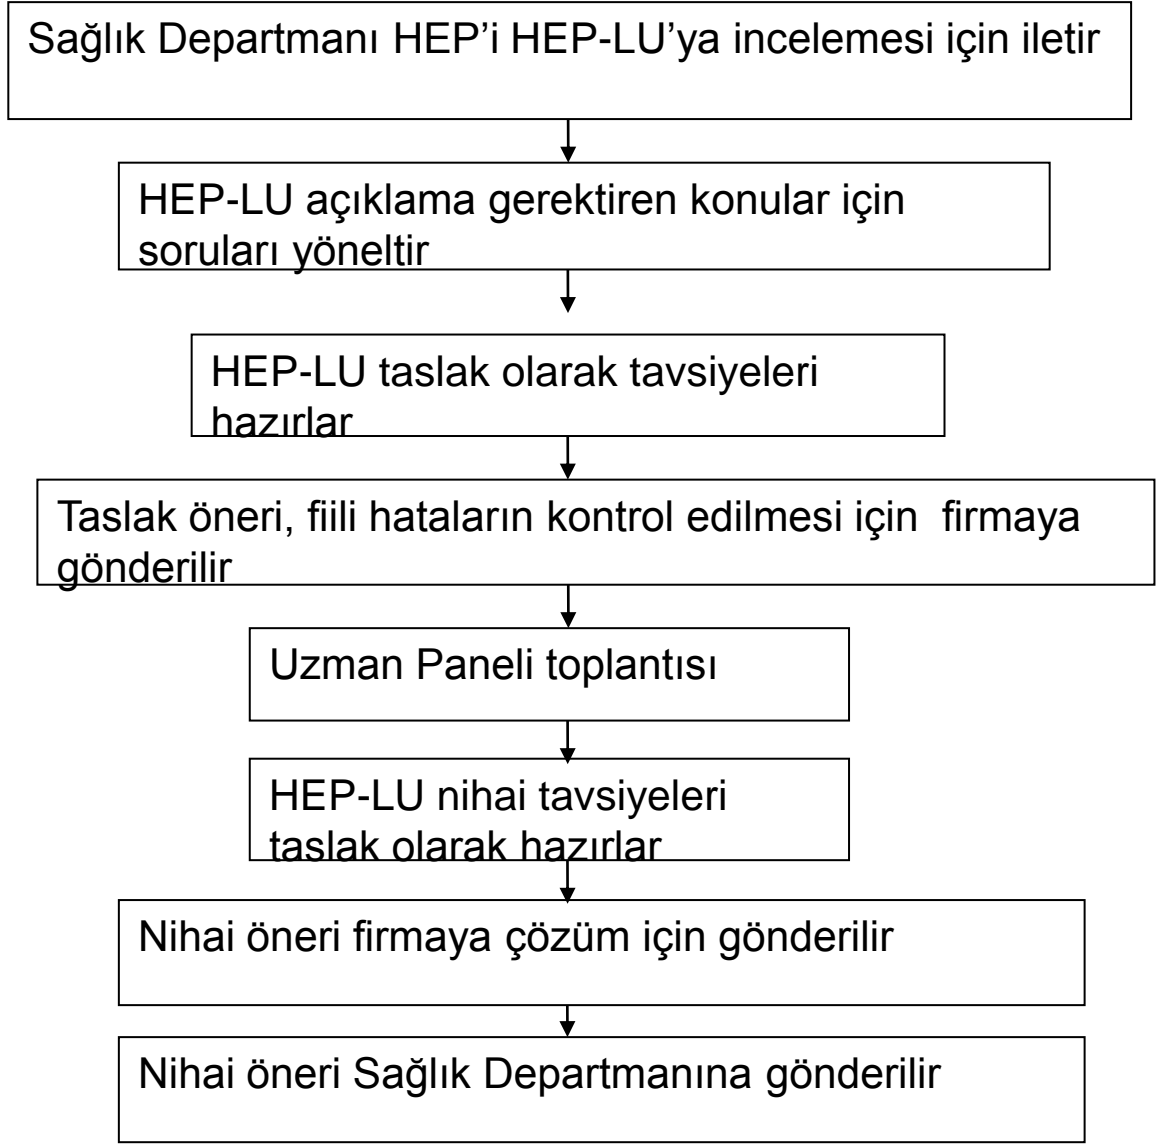 Sağlık Departmanı HEP’i HEP-LU’ya incelemesi için iletir
HEP-LU açıklama gerektiren konular için
soruları yöneltir
HEP-LU taslak olarak tavsiyeleri
hazırlar
Taslak öneri, fiili hataların kontrol edilmesi için firmaya
gönderilir
Uzman Paneli toplantısı
HEP-LU nihai tavsiyeleri
taslak olarak hazırlar
Nihai öneri firmaya çözüm için gönderilir
Nihai öneri Sağlık Departmanına gönderilir